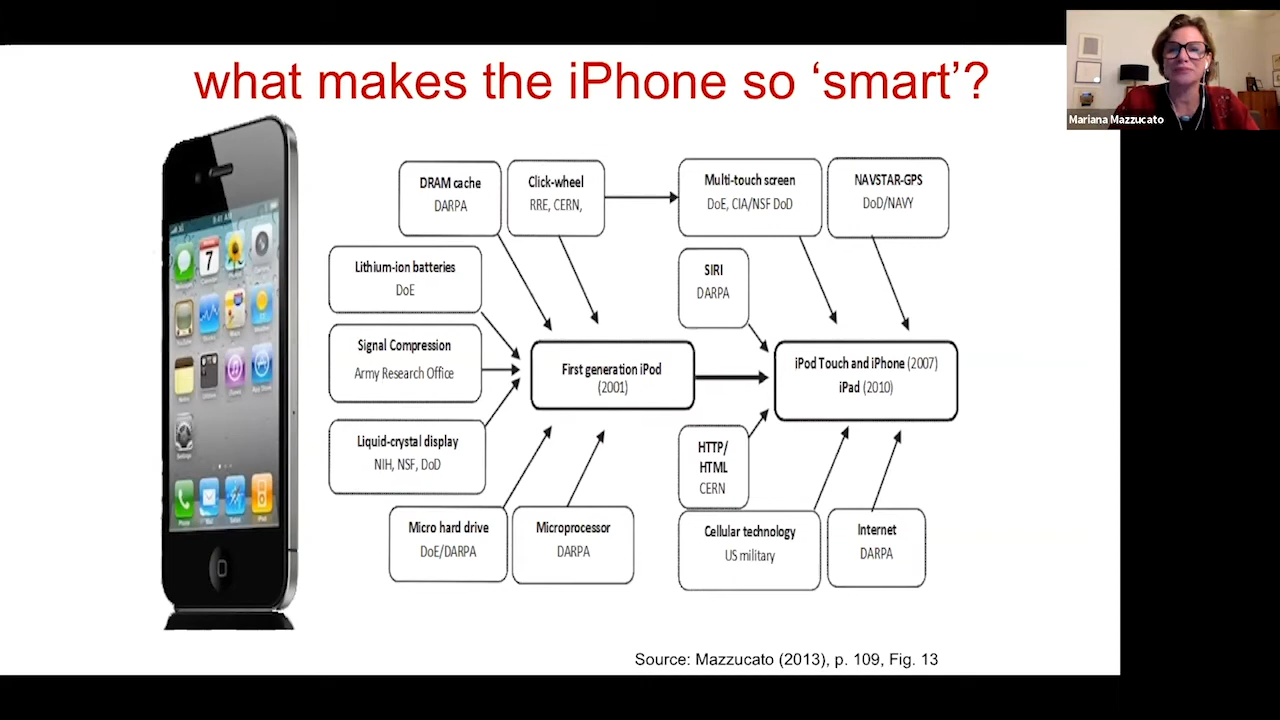 what makes the iPhone so ‘smart’?
Mariana Mazzucato
DRAM cache
DARPA
Click-wheel
RRE, CERN,
Multi-touch screen
DoE, CIA/NSF DoD
NAVSTAR-GPS
DoD/NAVY
Lithium-ion batteries
DoE
SIRI
DARPA
Signal Compression
Army Research Office
First generation iPod
(2001)
iPod Touch and iPhone (2007)
iPad (2010)
Liquid-crystal display
NIH, NSF, DoD
HTTP/
HTML
CERN
Micro hard drive
DoE/DARPA
Microprocessor
DARPA
Cellular technology
US military
Internet
DARPA
7
Source: Mazzucato (2013), p. 109, Fig. 13